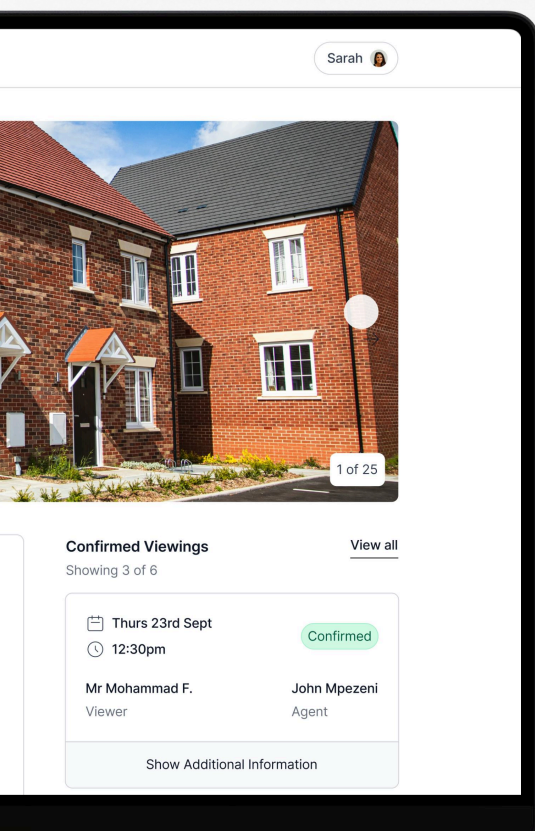 Sarah
1 of 25
Confirmed Viewings
View all
Showing 3 of 6
Thurs 23rd Sept
12:30pm
Confirmed
Mr Mohammad F.
John Mpezeni
Viewer
Agent
Show Additional Information